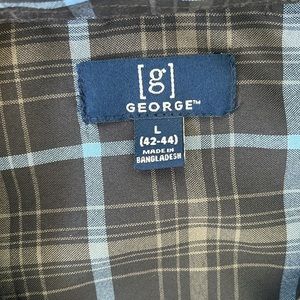 [g]
GEORGE™
L
(42-44)
MADE IN
BANGLADESH